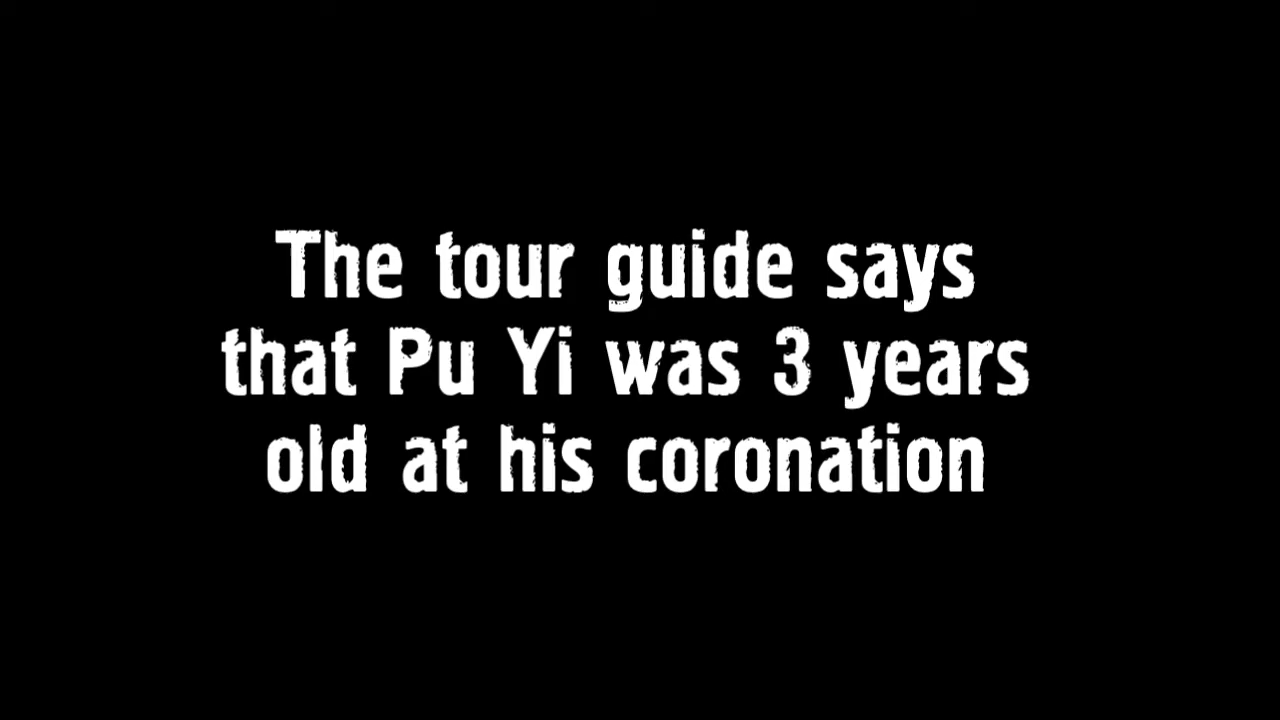 The tour guide says
that Pu Yi was 3 years
old at his coronation